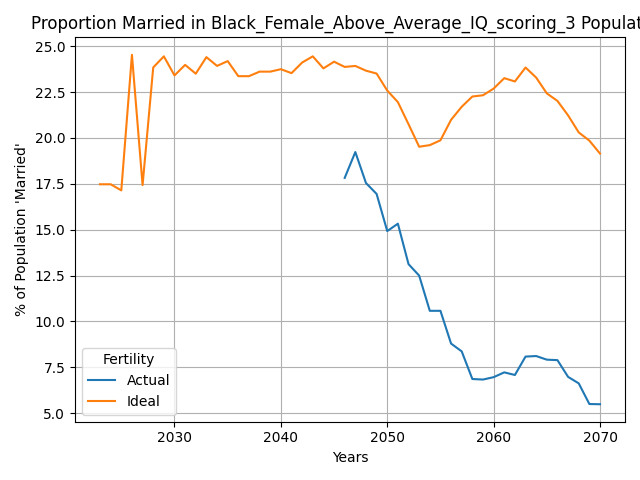 Proportion Married in Black_Female_Above_Average_IQ_scoring_3 Populat
% of Population 'Married'
25.0
22.5
20.0
17.5
15.0
12.5
10.0
7.5
5.0
Fertility
Actual
Ideal
2030 2040 2050 2060 2070
Years